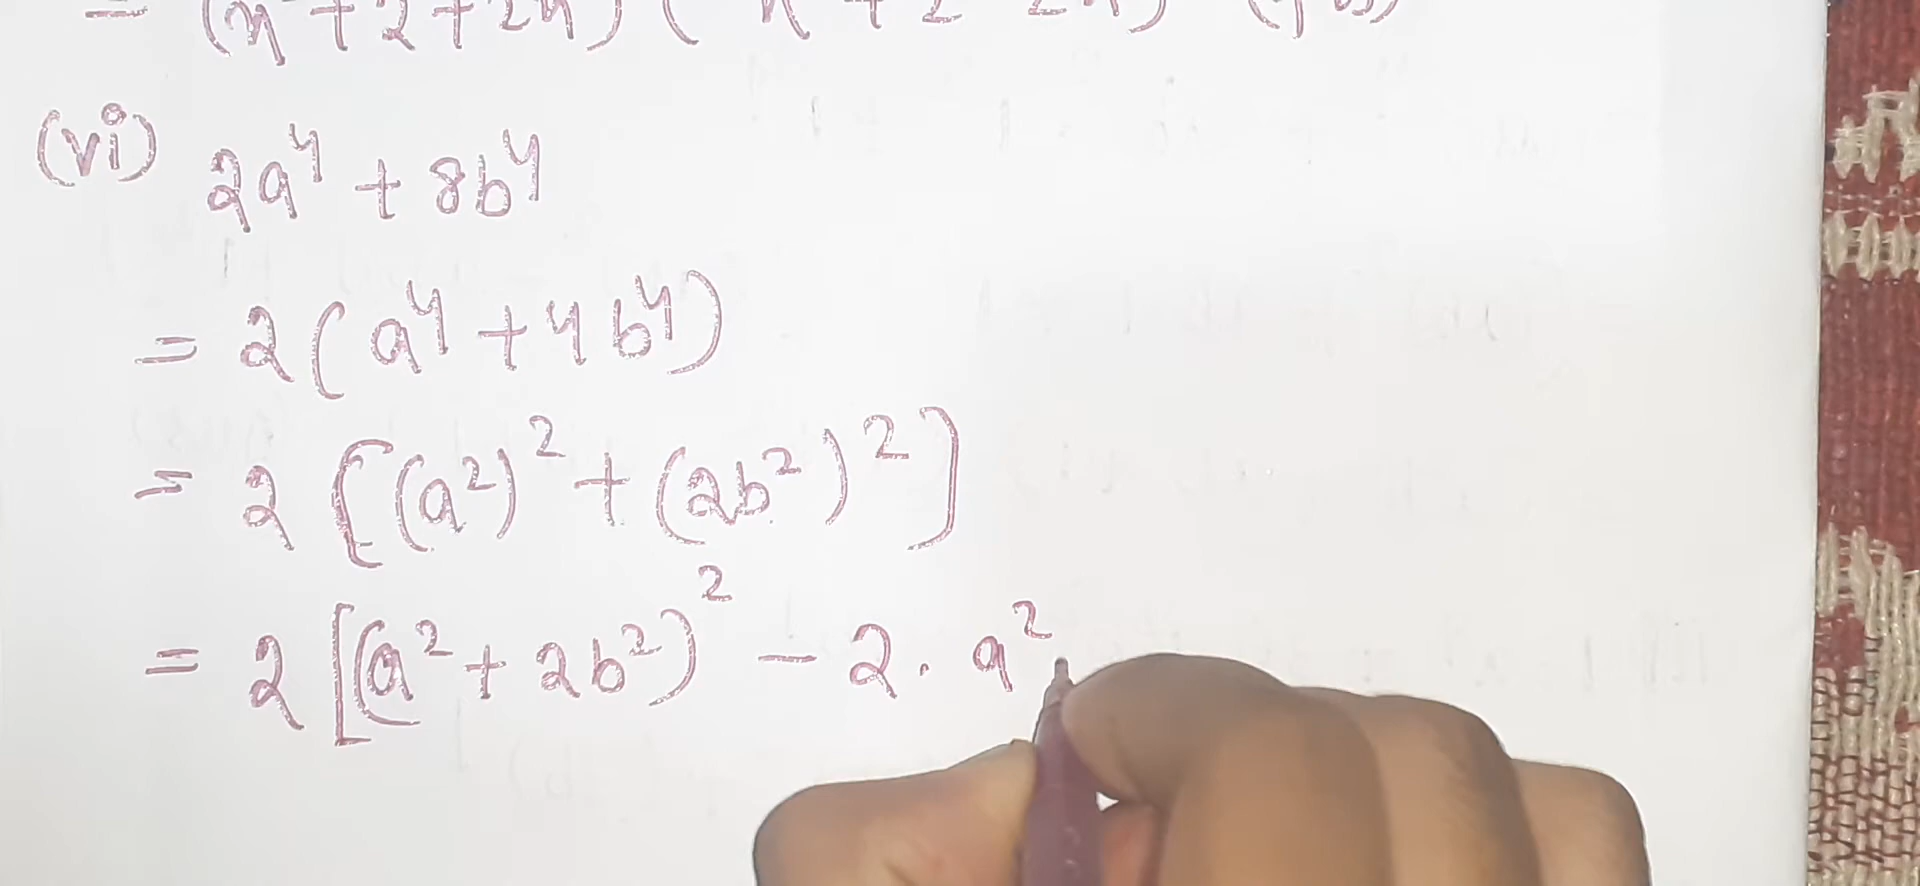 (vi) 2a⁴ + 8b⁴
= 2(a⁴ + 4b⁴)
= 2[(a²)² + (2b²)²]
= 2[(a² + 2b²)² - 2 · a²